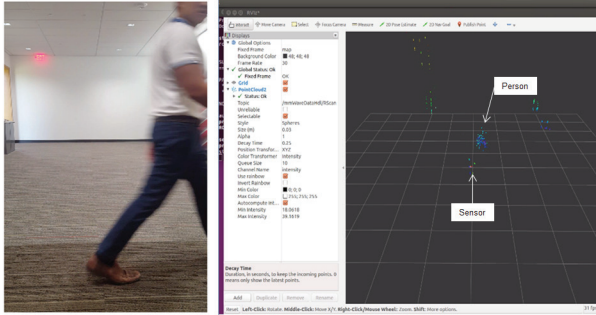 RViz*
Interact Move Camera Select Focus Camera Measure 2D Pose Estimate 2D Nav Goal Publish Point
Displays
Global Options
Fixed Frame map
Background Color 48; 48; 48
Frame Rate 30
Global Status: Ok
Fixed Frame OK
Grid
PointCloud2
Status: Ok
Topic /mmWaveDataHdl/RScan
Unreliable
Selectable
Style Spheres
Size (m) 0.03
Alpha 1
Decay Time 0.25
Position Transfor... XYZ
Color Transformer Intensity
Queue Size 10
Channel Name intensity
Use rainbow
Invert Rainbow
Min Color 0; 0; 0
Max Color 255; 255; 255
Autocompute Int...
Min Intensity
Max Intensity
Person
Sensor
Decay Time
Duration, in seconds, to keep the incoming points. 0
means only show the latest points.
Add Duplicate Remove Rename
Reset Left-Click: Rotate. Middle-Click: Move X/Y. Right-Click/Mouse Wheel: Zoom. Shift: More options.
31 fps